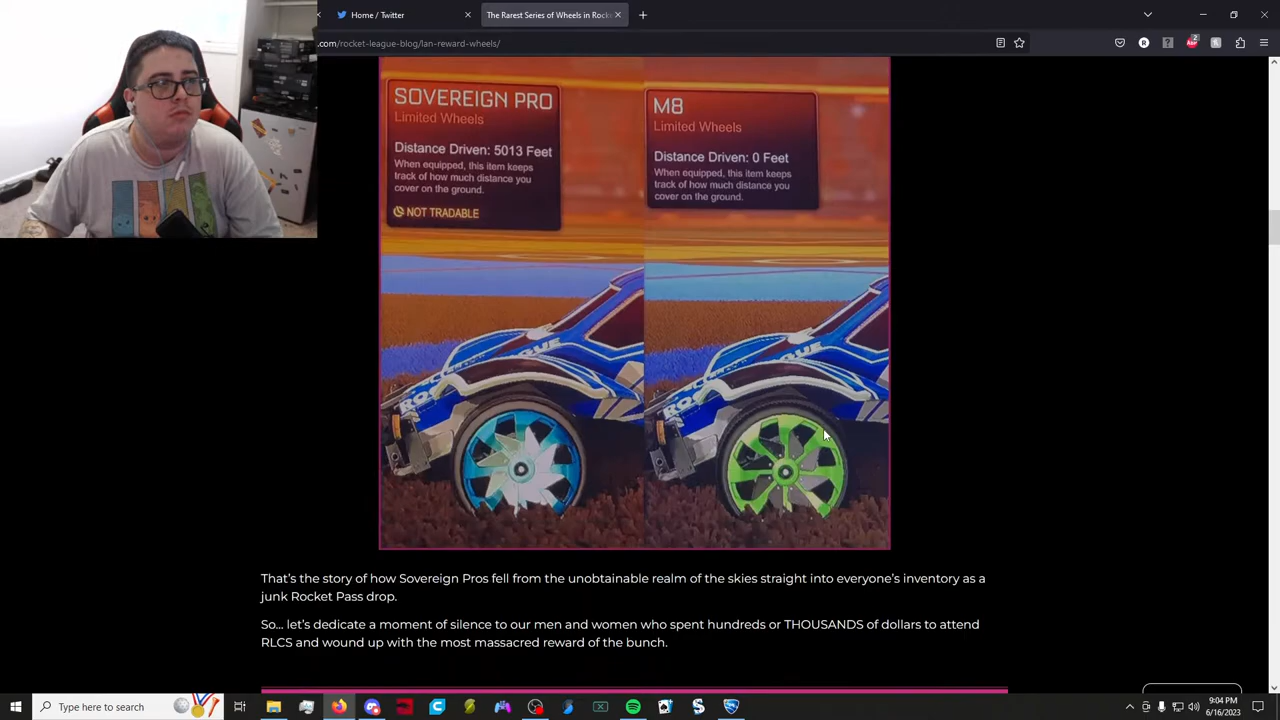 Home / Twitter
The Rarest Series of Wheels in Rock
.com/rocket-league-blog/lan-reward-wheels/
SOVEREIGN PRO
Limited Wheels
Distance Driven: 5013 Feet
When equipped, this item keeps
track of how much distance you
cover on the ground.
NOT TRADABLE
M8
Limited Wheels
Distance Driven: 0 Feet
When equipped, this item keeps
track of how much distance you
cover on the ground.
That's the story of how Sovereign Pros fell from the unobtainable realm of the skies straight into everyone's inventory as a
junk Rocket Pass drop.
So... let's dedicate a moment of silence to our men and women who spent hundreds or THOUSANDS of dollars to attend
RLCS and wound up with the most massacred reward of the bunch.
Type here to search
9:04 PM
6/16/2023